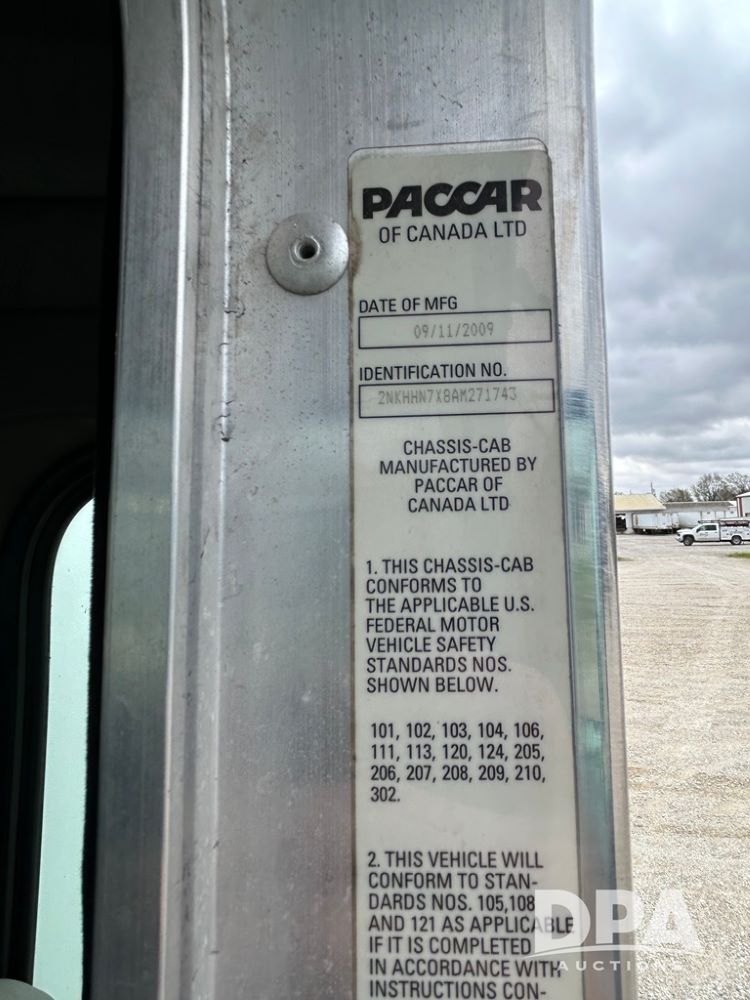 PACCAR
OF CANADA LTD
DATE OF MFG
09/11/2009
IDENTIFICATION NO.
2NKHHN7X8AM271743
CHASSIS-CAB
MANUFACTURED BY
PACCAR OF
CANADA LTD
1. THIS CHASSIS-CAB
CONFORMS TO
THE APPLICABLE U.S.
FEDERAL MOTOR
VEHICLE SAFETY
STANDARDS NOS.
SHOWN BELOW.
101, 102, 103, 104, 106,
111, 113, 120, 124, 205,
206, 207, 208, 209, 210,
302.
2. THIS VEHICLE WILL
CONFORM TO STAN-
DARDS NOS. 105,108
AND 121 AS APPLICABLE
IF IT IS COMPLETED
IN ACCORDANCE WITH
INSTRUCTIONS CON-
DPA
AUCTIONS